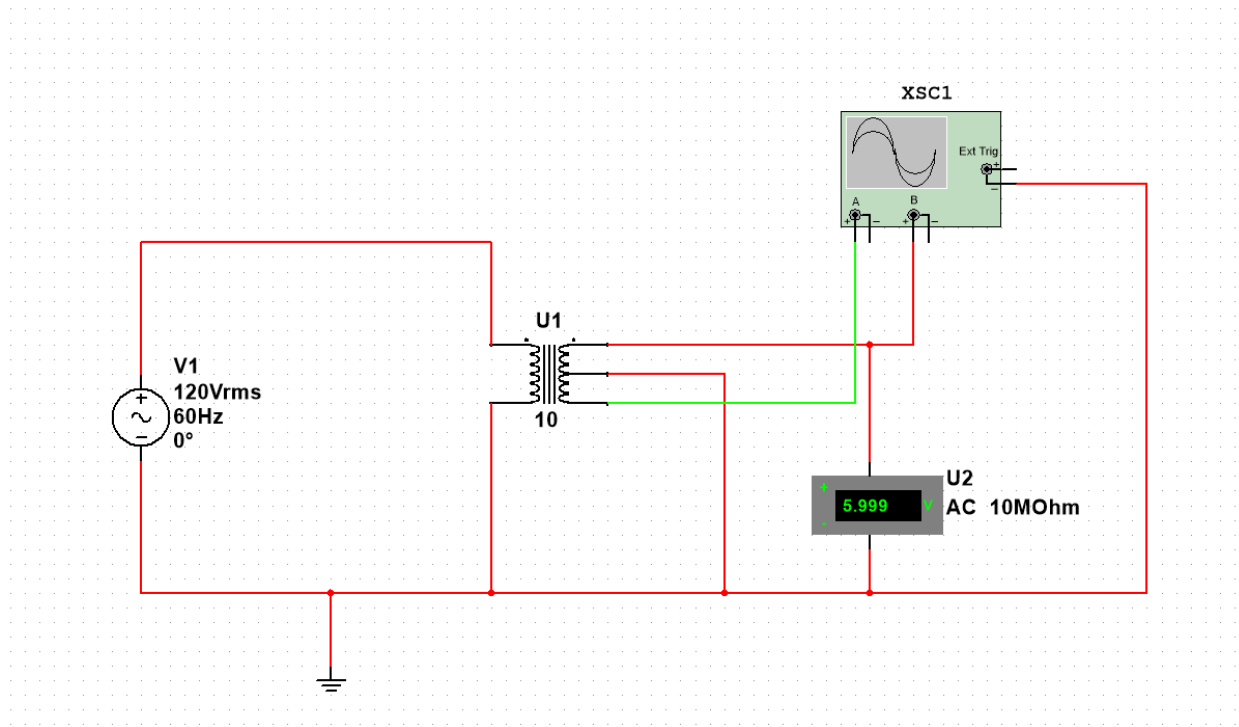 XSC1
Ext Trig
+
−
A
B
+
−
+
−
U1
10
V1
120Vrms
60Hz
0°
+
−
U2
+
5.999
V
-
AC 10MOhm